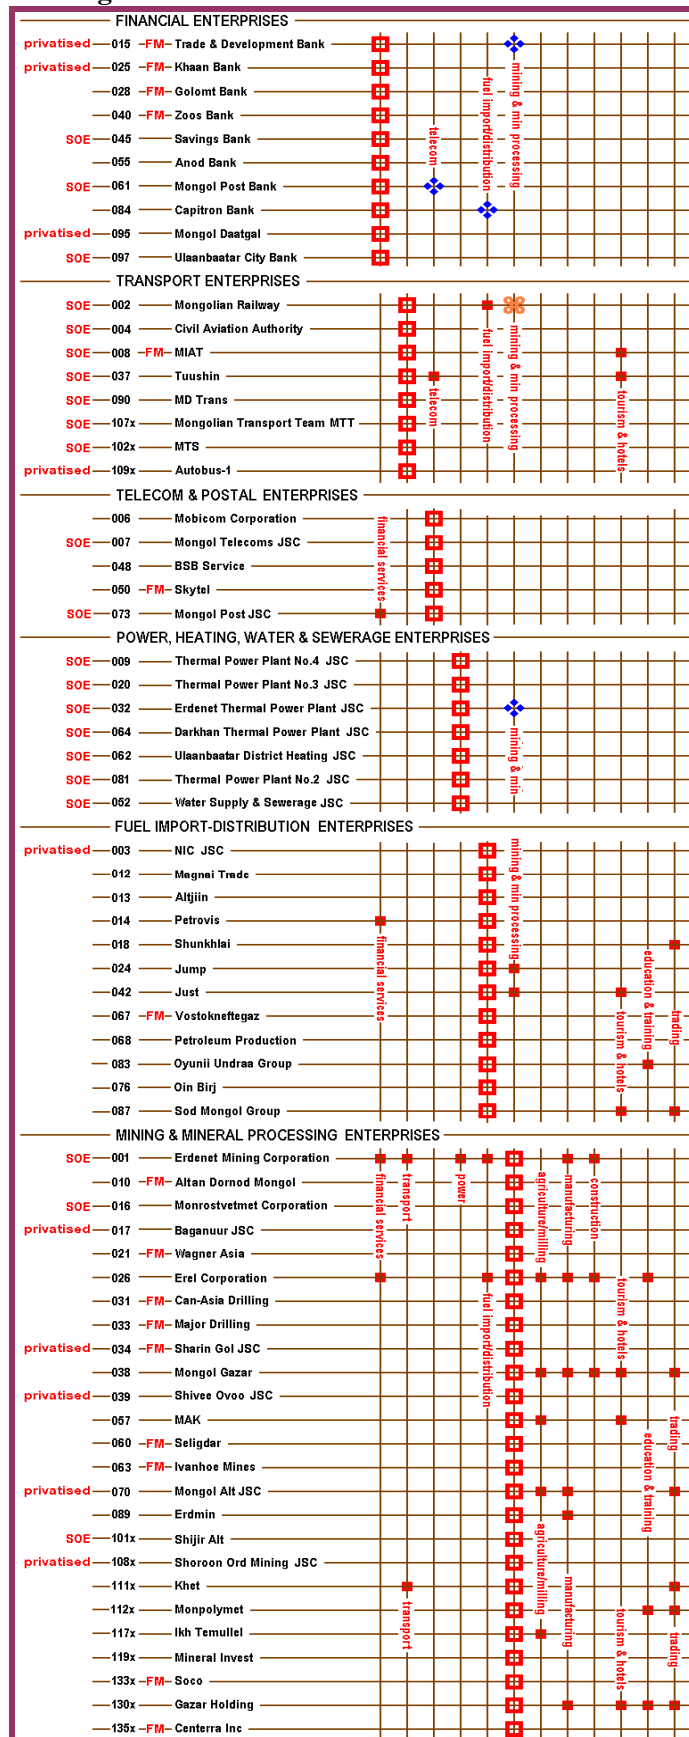 FINANCIAL ENTERPRISES
privatised 015 FM Trade & Development Bank
privatised 025 FM Khaan Bank
028 FM Golomt Bank
040 FM Zoos Bank
SOE 045 Savings Bank
055 Anod Bank
SOE 061 Mongol Post Bank
084 Capitron Bank
privatised 095 Mongol Daatgal
SOE 097 Ulaanbaatar City Bank
telecom
fuel import/distribution
mining & min processing
TRANSPORT ENTERPRISES
SOE 002 Mongolian Railway
SOE 004 Civil Aviation Authority
SOE 008 FM MIAT
SOE 037 Tuushin
SOE 090 MD Trans
SOE 107x Mongolian Transport Team MTT
SOE 102x MTS
privatised 109x Autobus-1
telecom
fuel import/distribution
mining & min processing
tourism & hotels
TELECOM & POSTAL ENTERPRISES
006 Mobicom Corporation
SOE 007 Mongol Telecoms JSC
048 BSB Service
050 FM Skytel
SOE 073 Mongol Post JSC
financial services
POWER, HEATING, WATER & SEWERAGE ENTERPRISES
SOE 009 Thermal Power Plant No.4 JSC
SOE 020 Thermal Power Plant No.3 JSC
SOE 032 Erdenet Thermal Power Plant JSC
SOE 064 Darkhan Thermal Power Plant JSC
SOE 062 Ulaanbaatar District Heating JSC
SOE 081 Thermal Power Plant No.2 JSC
SOE 052 Water Supply & Sewerage JSC
mining & min
FUEL IMPORT-DISTRIBUTION ENTERPRISES
privatised 003 NIC JSC
012 Magnai Trade
013 Altjiin
014 Petrovis
018 Shunkhlai
024 Jump
042 Just
067 FM Vostokneftegaz
068 Petroleum Production
083 Oyunii Undraa Group
076 Oin Birj
087 Sod Mongol Group
financial services
mining & min processing
tourism & hotels
education & training
trading
MINING & MINERAL PROCESSING ENTERPRISES
SOE 001 Erdenet Mining Corporation
010 FM Altan Dornod Mongol
SOE 016 Monrostvetmet Corporation
privatised 017 Baganuur JSC
021 FM Wagner Asia
026 Erel Corporation
031 FM Can-Asia Drilling
033 FM Major Drilling
privatised 034 FM Sharin Gol JSC
038 Mongol Gazar
privatised 039 Shivee Ovoo JSC
057 MAK
060 FM Seligdar
063 FM Ivanhoe Mines
privatised 070 Mongol Alt JSC
089 Erdmin
SOE 101x Shijir Alt
privatised 108x Shoroon Ord Mining JSC
111x Khet
112x Monpolymet
117x Ikh Temullel
119x Mineral Invest
133x FM Soco
130x Gazar Holding
135x FM Centerra Inc
financial services
transport
power
agriculture/milling
manufacturing
construction
fuel import/distribution
tourism & hotels
trading
education & training
agriculture/milling
manufacturing
transport
tourism & hotels
trading